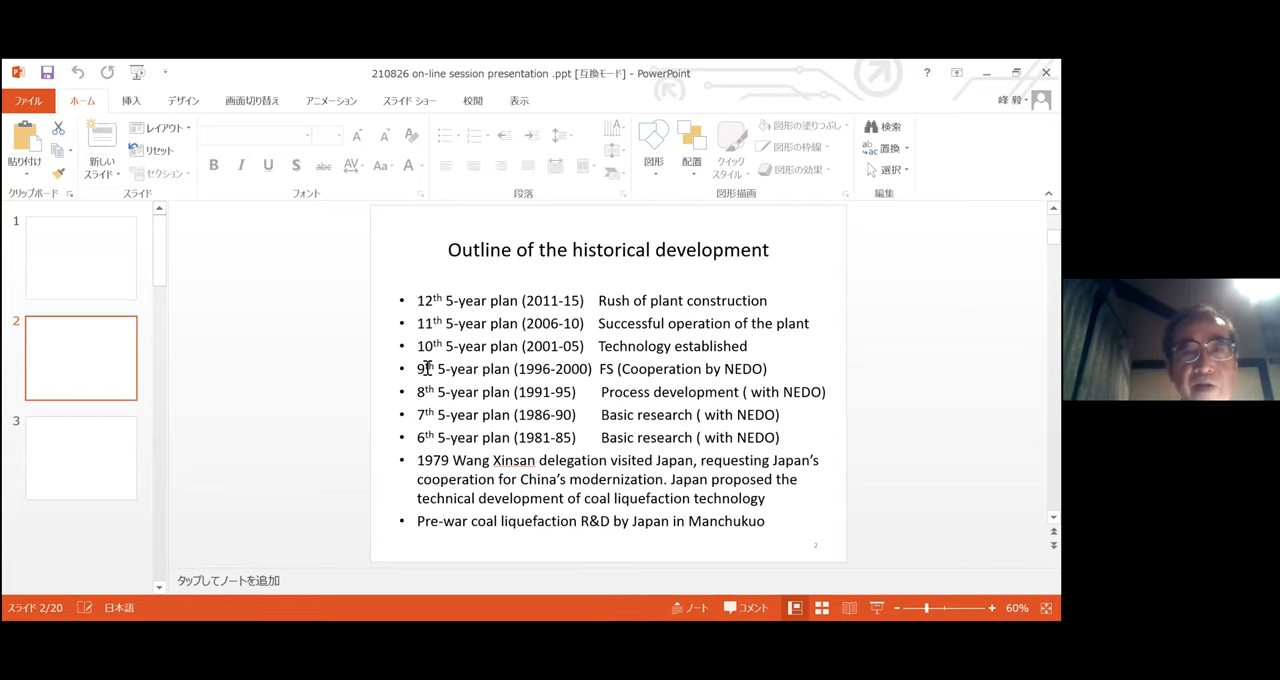 210826 on-line session presentation .ppt [互換モード] - PowerPoint
ファイル ホーム 挿入 デザイン 画面切り替え アニメーション スライド ショー 校閲 表示 峰 毅
貼り付け
新しい
スライド
レイアウト
リセット
セクション
B I U S abc AV Aa A
図形
配置
クイック
スタイル
図形の塗りつぶし
図形の枠線
図形の効果
検索
置換
選択
クリップボード スライド フォント 段落 図形描画 編集
1
2
3
Outline of the historical development
• 12th 5-year plan (2011-15) Rush of plant construction
• 11th 5-year plan (2006-10) Successful operation of the plant
• 10th 5-year plan (2001-05) Technology established
• 9th 5-year plan (1996-2000) FS (Cooperation by NEDO)
• 8th 5-year plan (1991-95) Process development ( with NEDO)
• 7th 5-year plan (1986-90) Basic research ( with NEDO)
• 6th 5-year plan (1981-85) Basic research ( with NEDO)
• 1979 Wang Xinsan delegation visited Japan, requesting Japan's
cooperation for China's modernization. Japan proposed the
technical development of coal liquefaction technology
• Pre-war coal liquefaction R&D by Japan in Manchukuo
2
タップしてノートを追加
スライド 2/20 日本語 ノート コメント 60%